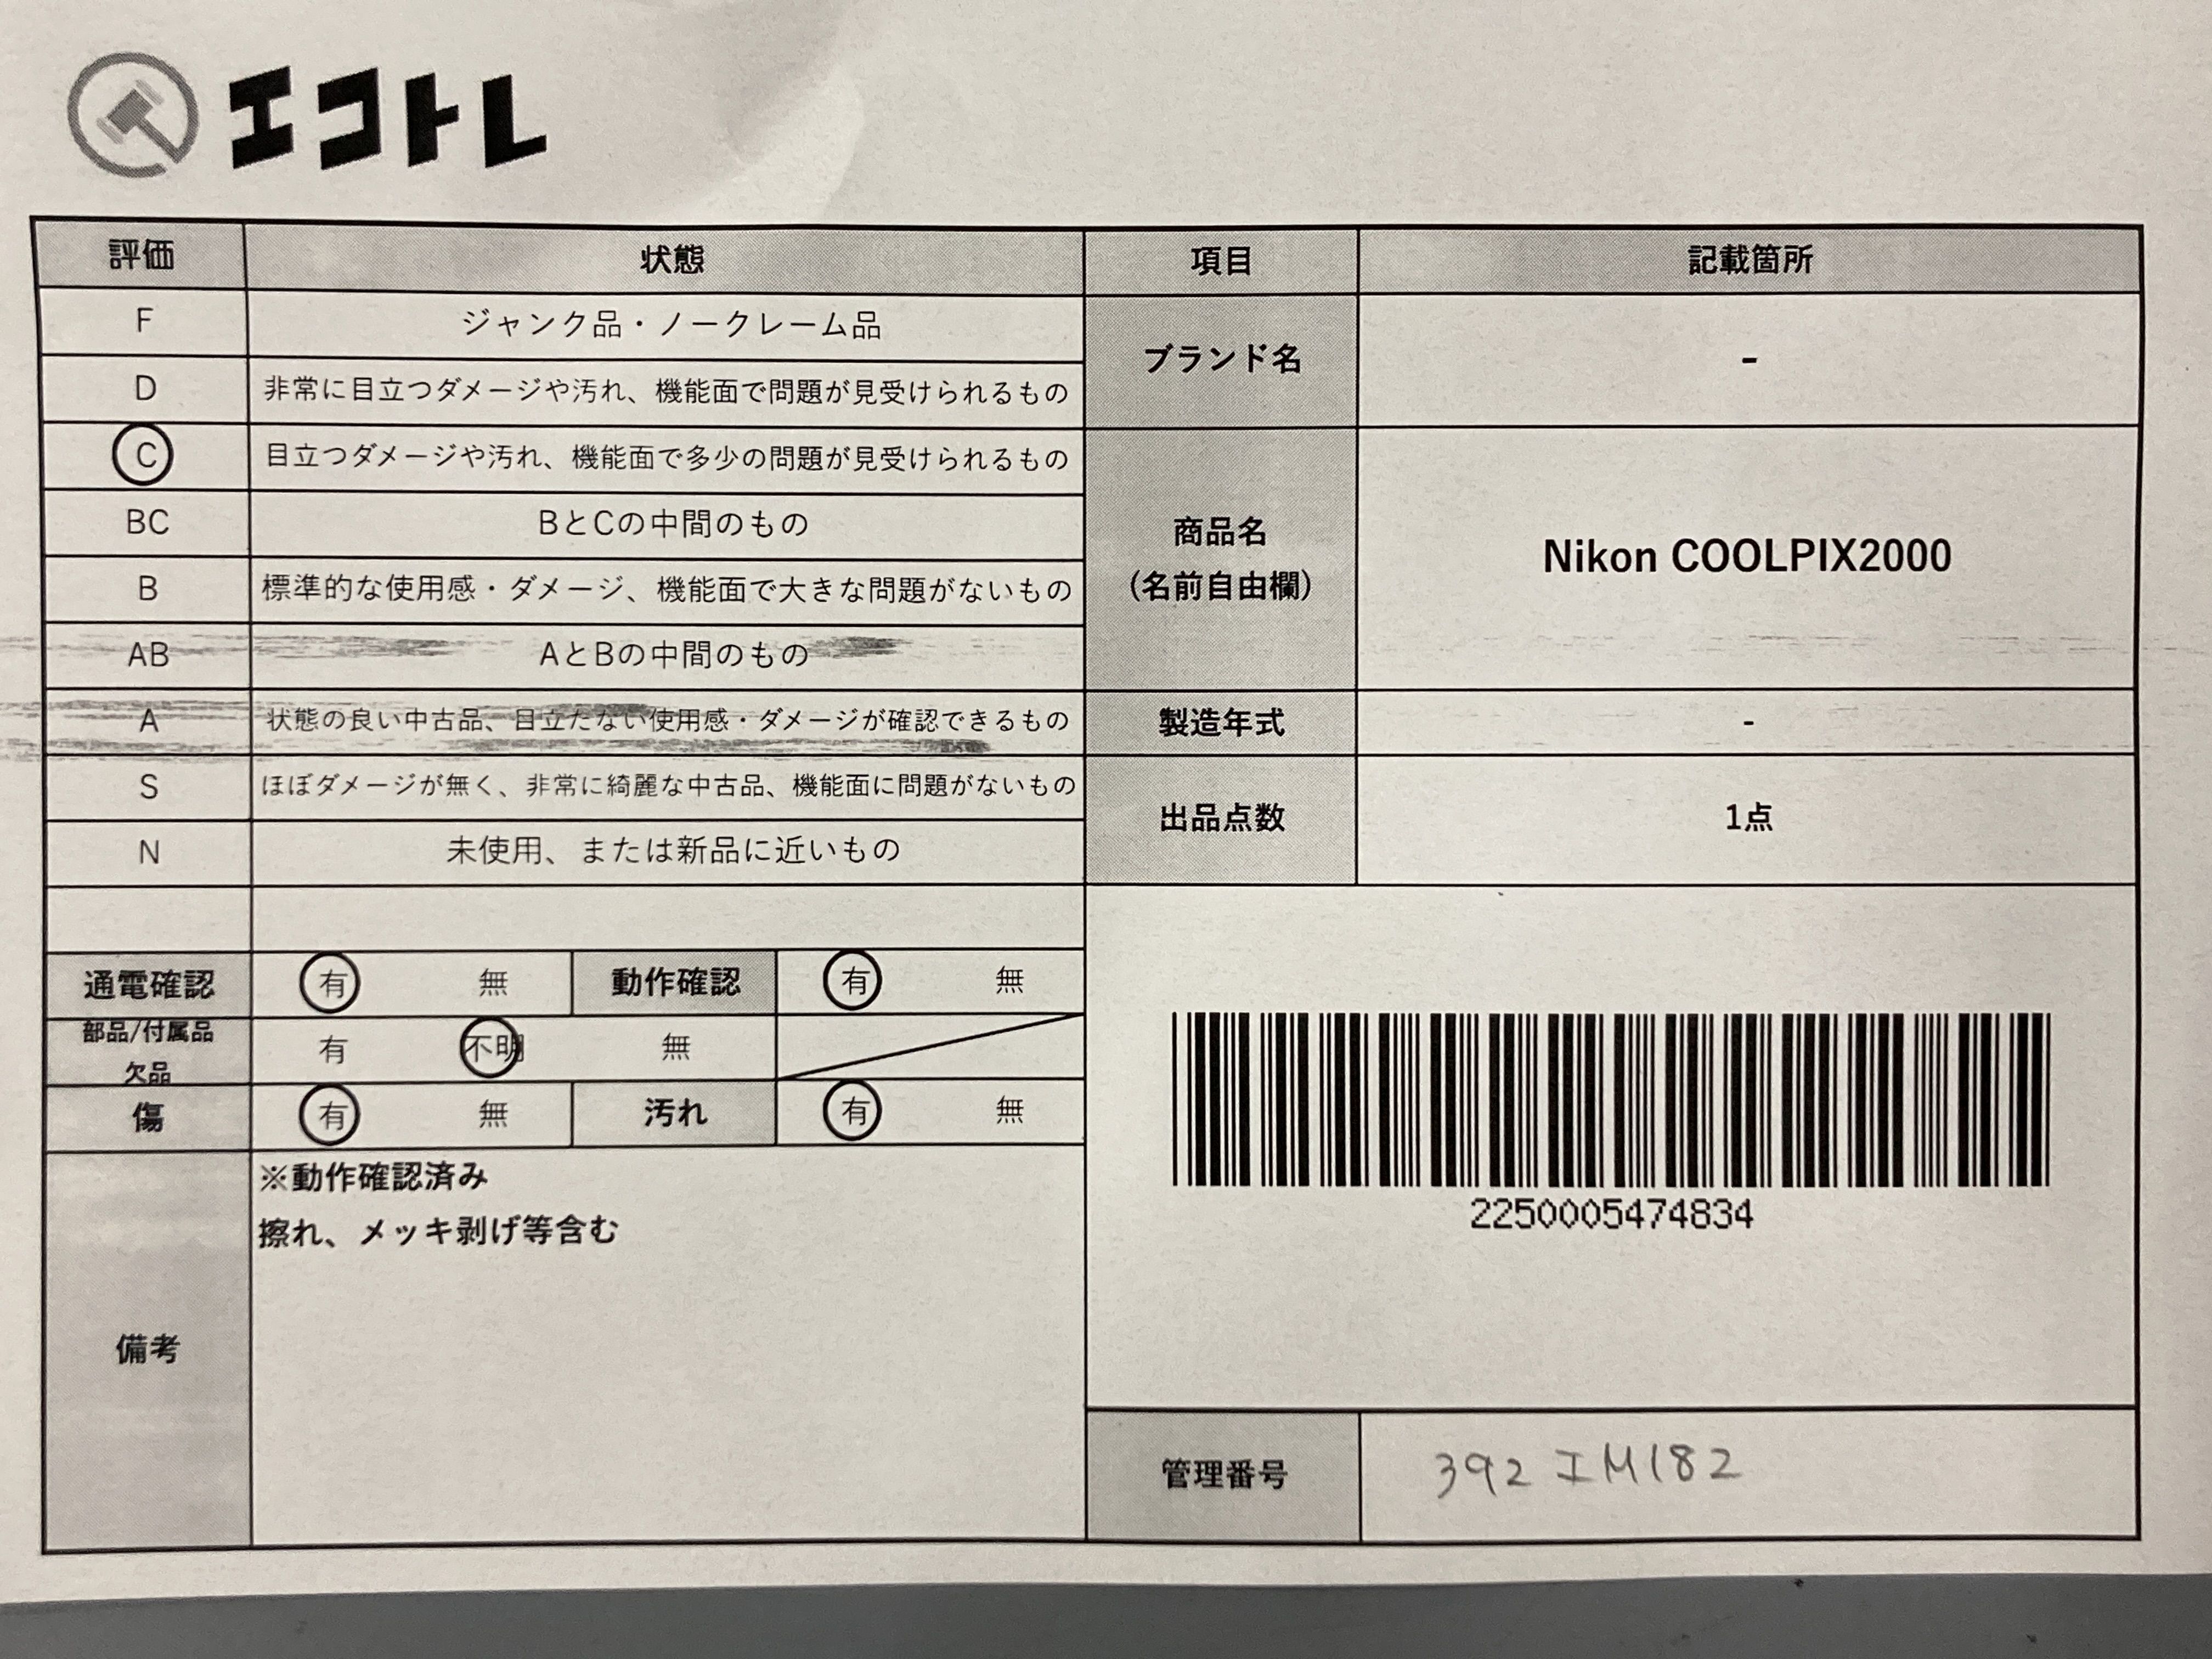 エコトレ
評価 状態 項目 記載箇所
F ジャンク品・ノークレーム品
D 非常に目立つダメージや汚れ、機能面で問題が見受けられるもの
ブランド名 -
C 目立つダメージや汚れ、機能面で多少の問題が見受けられるもの
BC BとCの中間のもの
B 標準的な使用感・ダメージ、機能面で大きな問題がないもの
AB AとBの中間のもの
商品名
(名前自由欄)
Nikon COOLPIX2000
A 状態の良い中古品、目立たない使用感・ダメージが確認できるもの
製造年式 -
S ほぼダメージが無く、非常に綺麗な中古品、機能面に問題がないもの
N 未使用、または新品に近いもの
出品点数 1点
通電確認 有 無 動作確認 有 無
部品/付属品
欠品
有 不明 無
傷 有 無 汚れ 有 無
備考
※動作確認済み
擦れ、メッキ剥げ等含む
2250005474834
管理番号 392 エM182